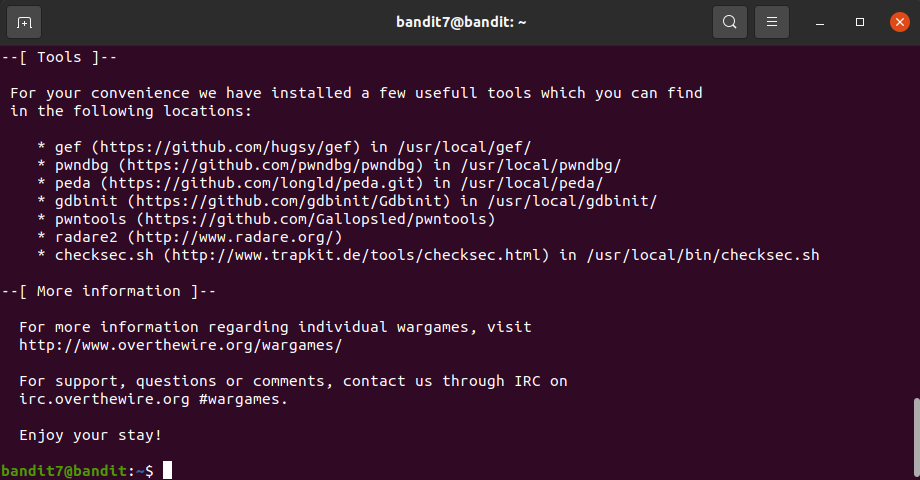 bandit7@bandit: ~
--[ Tools ]--
For your convenience we have installed a few usefull tools which you can find
in the following locations:
* gef (https://github.com/hugsy/gef) in /usr/local/gef/
* pwndbg (https://github.com/pwndbg/pwndbg) in /usr/local/pwndbg/
* peda (https://github.com/longld/peda.git) in /usr/local/peda/
* gdbinit (https://github.com/gdbinit/Gdbinit) in /usr/local/gdbinit/
* pwntools (https://github.com/Gallopsled/pwntools)
* radare2 (http://www.radare.org/)
* checksec.sh (http://www.trapkit.de/tools/checksec.html) in /usr/local/bin/checksec.sh
--[ More information ]--
For more information regarding individual wargames, visit
http://www.overthewire.org/wargames/
For support, questions or comments, contact us through IRC on
irc.overthewire.org #wargames.
Enjoy your stay!
bandit7@bandit:~$